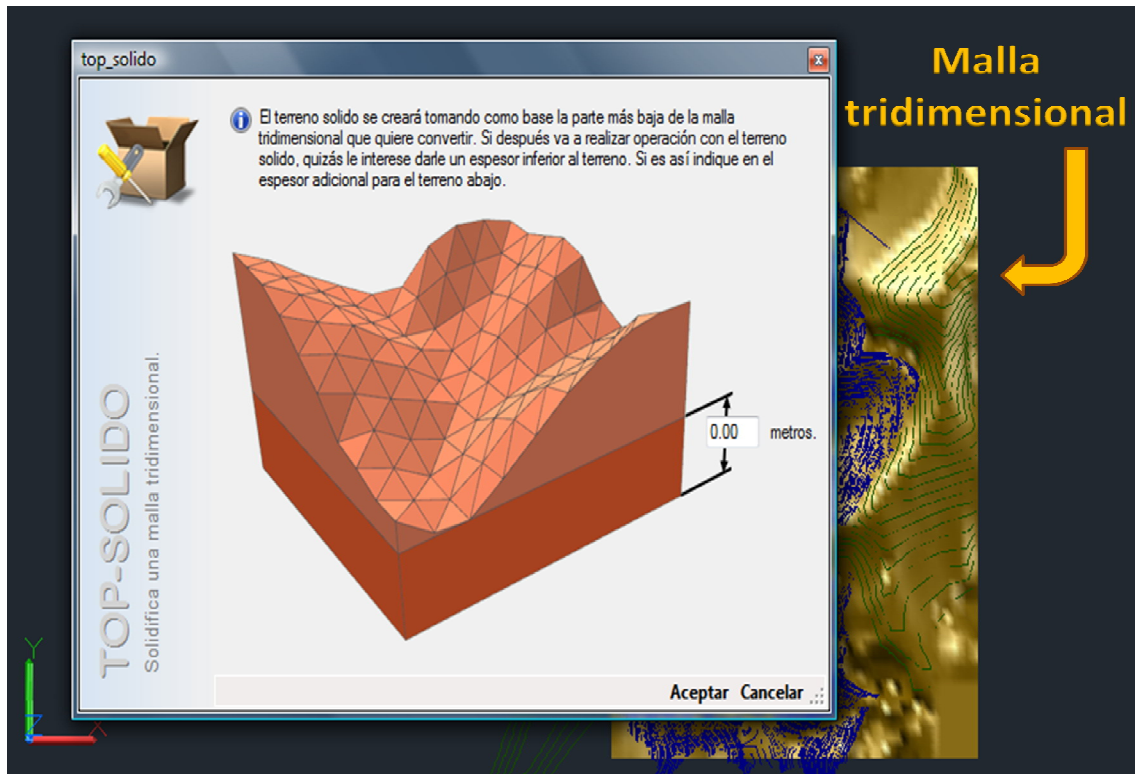 top_solido
Malla
tridimensional
El terreno solido se creará tomando como base la parte más baja de la malla
tridimensional que quiere convertir. Si después va a realizar operación con el terreno
solido, quizás le interese darle un espesor inferior al terreno. Si es así indique en el
espesor adicional para el terreno abajo.
0.00 metros.
TOP-SOLIDO
Solidifica una malla tridimensional.
Aceptar Cancelar
Y
Z
X